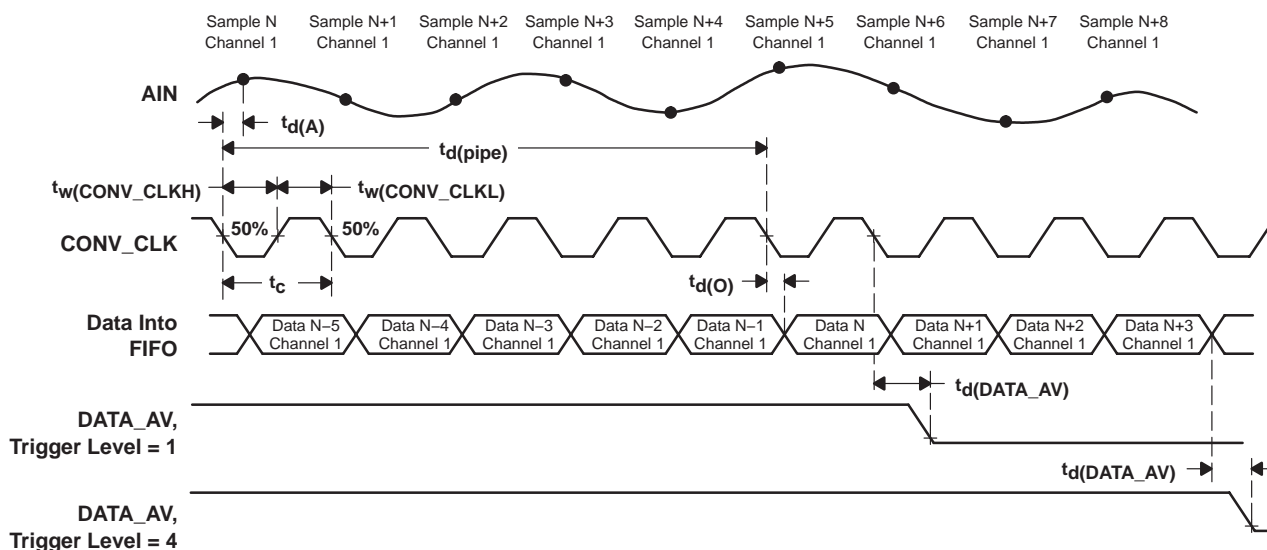 Sample N Sample N+1 Sample N+2 Sample N+3 Sample N+4 Sample N+5 Sample N+6 Sample N+7 Sample N+8
Channel 1 Channel 1 Channel 1 Channel 1 Channel 1 Channel 1 Channel 1 Channel 1 Channel 1
AIN
td(A)
td(pipe)
tw(CONV_CLKH) tw(CONV_CLKL)
50% 50%
CONV_CLK
tc
td(O)
Data Into
FIFO
Data N–5 Data N–4 Data N–3 Data N–2 Data N–1 Data N Data N+1 Data N+2 Data N+3
Channel 1 Channel 1 Channel 1 Channel 1 Channel 1 Channel 1 Channel 1 Channel 1 Channel 1
td(DATA_AV)
DATA_AV,
Trigger Level = 1
td(DATA_AV)
DATA_AV,
Trigger Level = 4